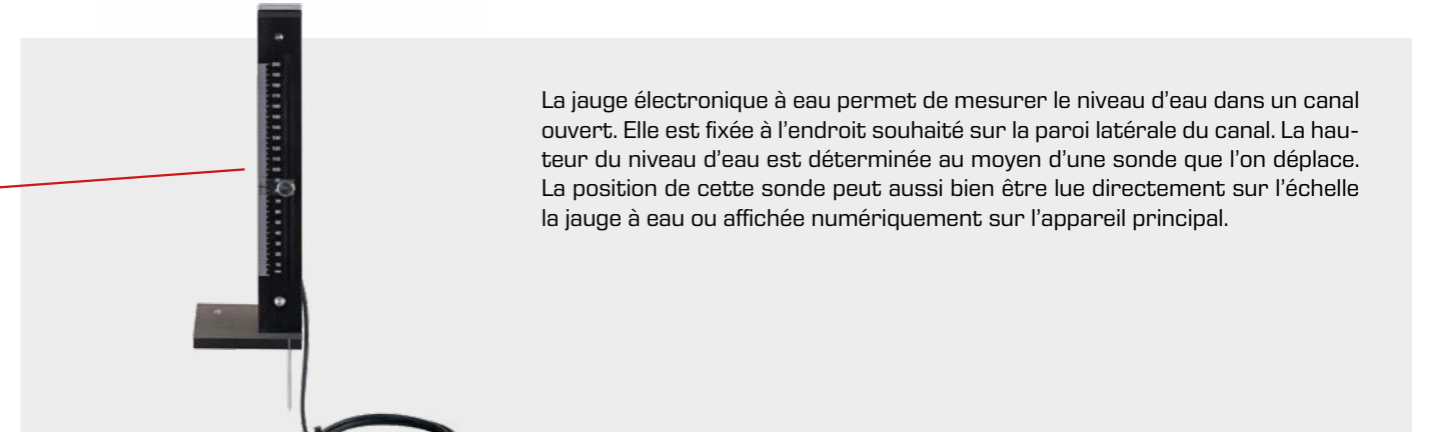 La jauge électronique à eau permet de mesurer le niveau d'eau dans un canal
ouvert. Elle est fixée à l'endroit souhaité sur la paroi latérale du canal. La hau-
teur du niveau d'eau est déterminée au moyen d'une sonde que l'on déplace.
La position de cette sonde peut aussi bien être lue directement sur l'échelle
la jauge à eau ou affichée numériquement sur l'appareil principal.